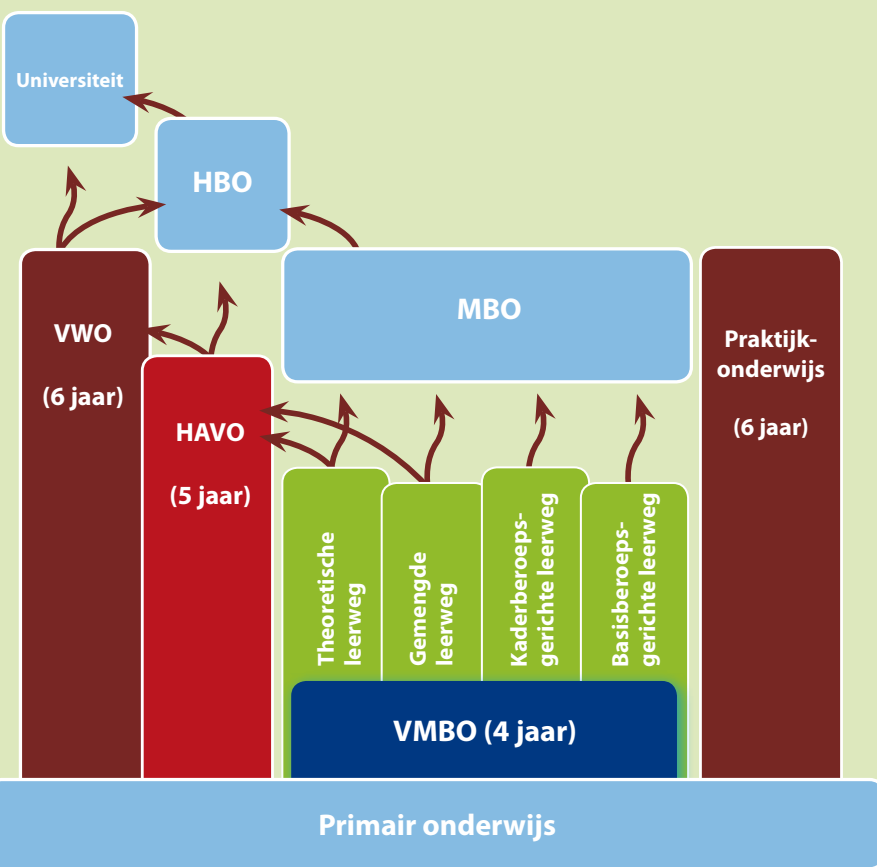 Universiteit
HBO
MBO
VWO
(6 jaar)
HAVO
(5 jaar)
Praktijk-
onderwijs
(6 jaar)
Theoretische
leerweg
Gemengde
leerweg
Kaderberoeps-
gerichte leerweg
Basisberoeps-
gerichte leerweg
VMBO (4 jaar)
Primair onderwijs